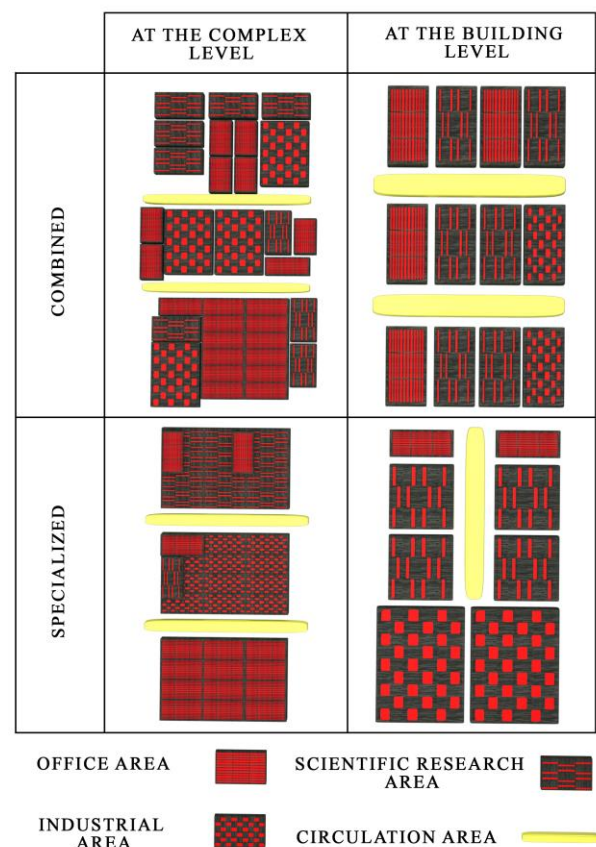 AT THE COMPLEX
LEVEL
AT THE BUILDING
LEVEL
COMBINED
SPECIALIZED
OFFICE AREA
SCIENTIFIC RESEARCH
AREA
INDUSTRIAL
AREA
CIRCULATION AREA